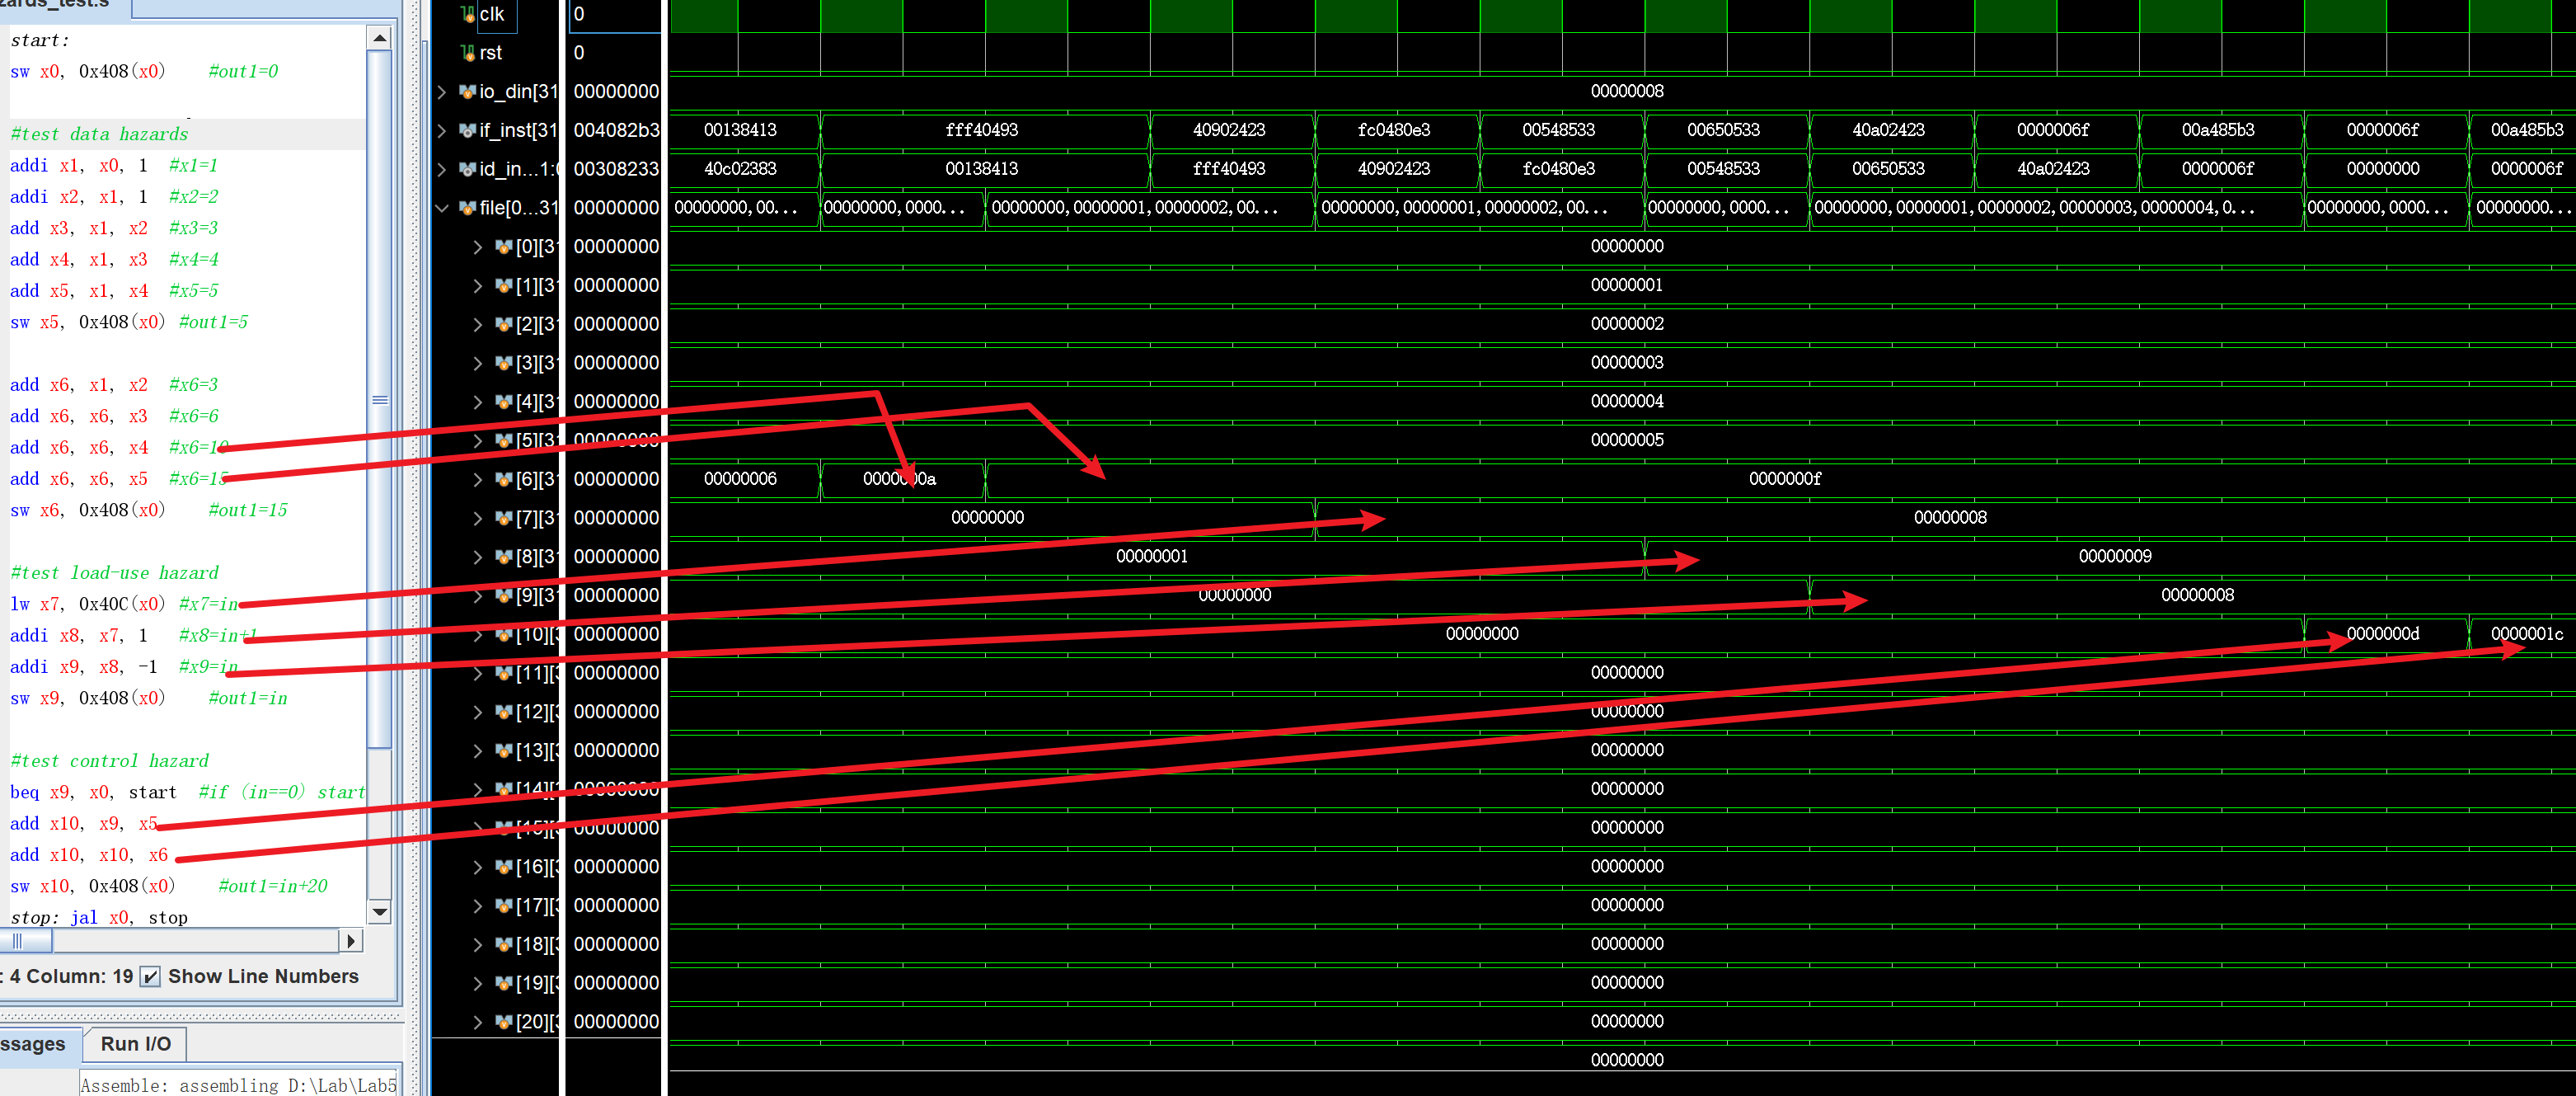 zards_test.s
start:
sw x0, 0x408(x0) #out1=0
#test data hazards
addi x1, x0, 1 #x1=1
addi x2, x1, 1 #x2=2
add x3, x1, x2 #x3=3
add x4, x1, x3 #x4=4
add x5, x1, x4 #x5=5
sw x5, 0x408(x0) #out1=5
add x6, x1, x2 #x6=3
add x6, x6, x3 #x6=6
add x6, x6, x4 #x6=10
add x6, x6, x5 #x6=15
sw x6, 0x408(x0) #out1=15
#test load-use hazard
lw x7, 0x40C(x0) #x7=in
addi x8, x7, 1 #x8=in+1
addi x9, x8, -1 #x9=in
sw x9, 0x408(x0) #out1=in
#test control hazard
beq x9, x0, start #if (in==0) start
add x10, x9, x5
add x10, x10, x6
sw x10, 0x408(x0) #out1=in+20
stop: jal x0, stop
: 4 Column: 19 Show Line Numbers
ssages Run I/O
Assemble: assembling D:\Lab\Lab5
clk 0
rst 0
io_din[31 00000000 00000008
if_inst[31 004082b3 00138413 fff40493 40902423 fc0480e3 00548533 00650533 40a02423 0000006f 00a485b3 0000006f 00a485b3
id_in...1:0 00308233 40c02383 00138413 fff40493 40902423 fc0480e3 00548533 00650533 40a02423 0000006f 00000000 0000006f
file[0...31 00000000 00000000,00... 00000000,0000... 00000000,00000001,00000002,00... 00000000,00000001,00000002,00... 00000000,0000... 00000000,00000001,00000002,00000003,00000004,0... 00000000,0000... 00000000...
[0][31 00000000 00000000
[1][31 00000000 00000001
[2][31 00000000 00000002
[3][31 00000000 00000003
[4][31 00000000 00000004
[5][31 00000000 00000005
[6][31 00000000 00000006 0000000a 0000000f
[7][31 00000000 00000000 00000008
[8][31 00000000 00000001 00000009
[9][31 00000000 00000000 00000008
[10][3 00000000 00000000 0000000d 0000001c
[11][3 00000000 00000000
[12][3 00000000 00000000
[13][3 00000000 00000000
[14][3 00000000 00000000
[15][3 00000000 00000000
[16][3 00000000 00000000
[17][3 00000000 00000000
[18][3 00000000 00000000
[19][3 00000000 00000000
[20][3 00000000 00000000
00000000